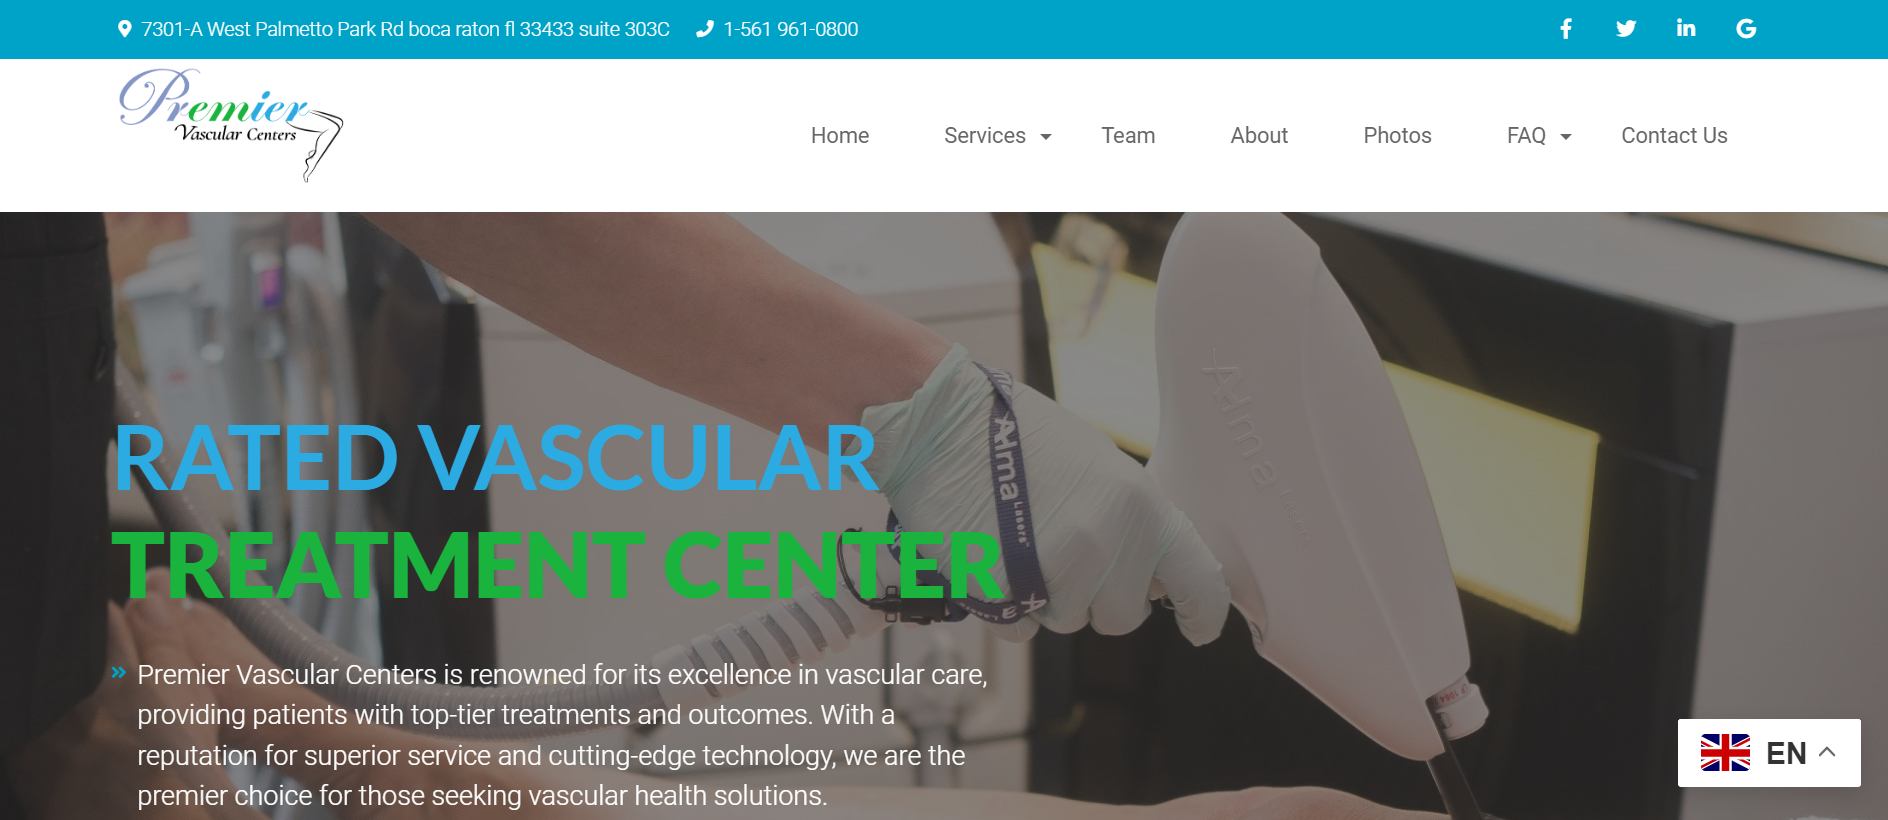 7301-A West Palmetto Park Rd boca raton fl 33433 suite 303C 1-561 961-0800
Premier
Vascular Centers
Home Services Team About Photos FAQ Contact Us
Alma
Lasers
Alma
RATED VASCULAR
TREATMENT CENTER
Premier Vascular Centers is renowned for its excellence in vascular care,
providing patients with top-tier treatments and outcomes. With a
reputation for superior service and cutting-edge technology, we are the
premier choice for those seeking vascular health solutions.
EN